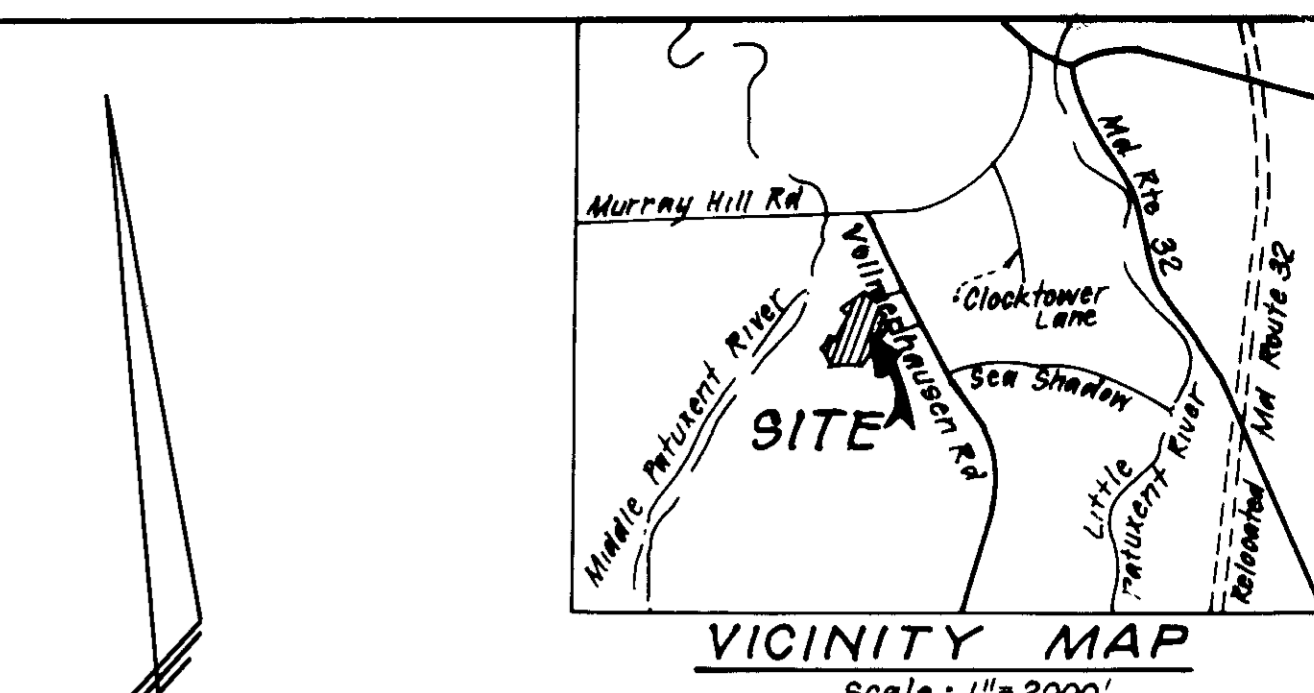 Murray Hill Rd
Md Rte 32
Vollmerhausen Rd
Clocktower
Lane
Middle Patuxent River
Sea Shadow
SITE
Little
Patuxent River
Relocated Md Route 32
VICINITY MAP
Scale: 1"=2000'